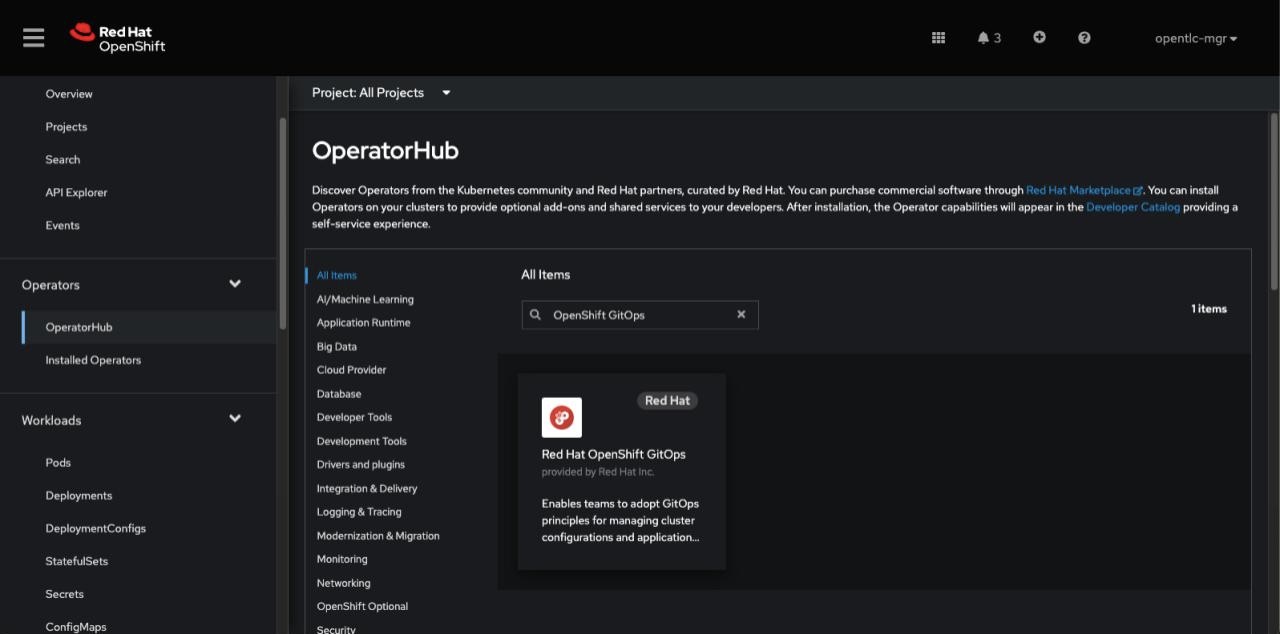 Red Hat
OpenShift
3
opentlc-mgr
Overview
Projects
Search
API Explorer
Events
Operators
OperatorHub
Installed Operators
Workloads
Pods
Deployments
DeploymentConfigs
StatefulSets
Secrets
ConfigMaps
Project: All Projects
OperatorHub
Discover Operators from the Kubernetes community and Red Hat partners, curated by Red Hat. You can purchase commercial software through Red Hat Marketplace. You can install
Operators on your clusters to provide optional add-ons and shared services to your developers. After installation, the Operator capabilities will appear in the Developer Catalog providing a
self-service experience.
All Items
AI/Machine Learning
Application Runtime
Big Data
Cloud Provider
Database
Developer Tools
Development Tools
Drivers and plugins
Integration & Delivery
Logging & Tracing
Modernization & Migration
Monitoring
Networking
OpenShift Optional
Security
All Items
OpenShift GitOps
1 items
Red Hat
Red Hat OpenShift GitOps
provided by Red Hat Inc.
Enables teams to adopt GitOps
principles for managing cluster
configurations and application...